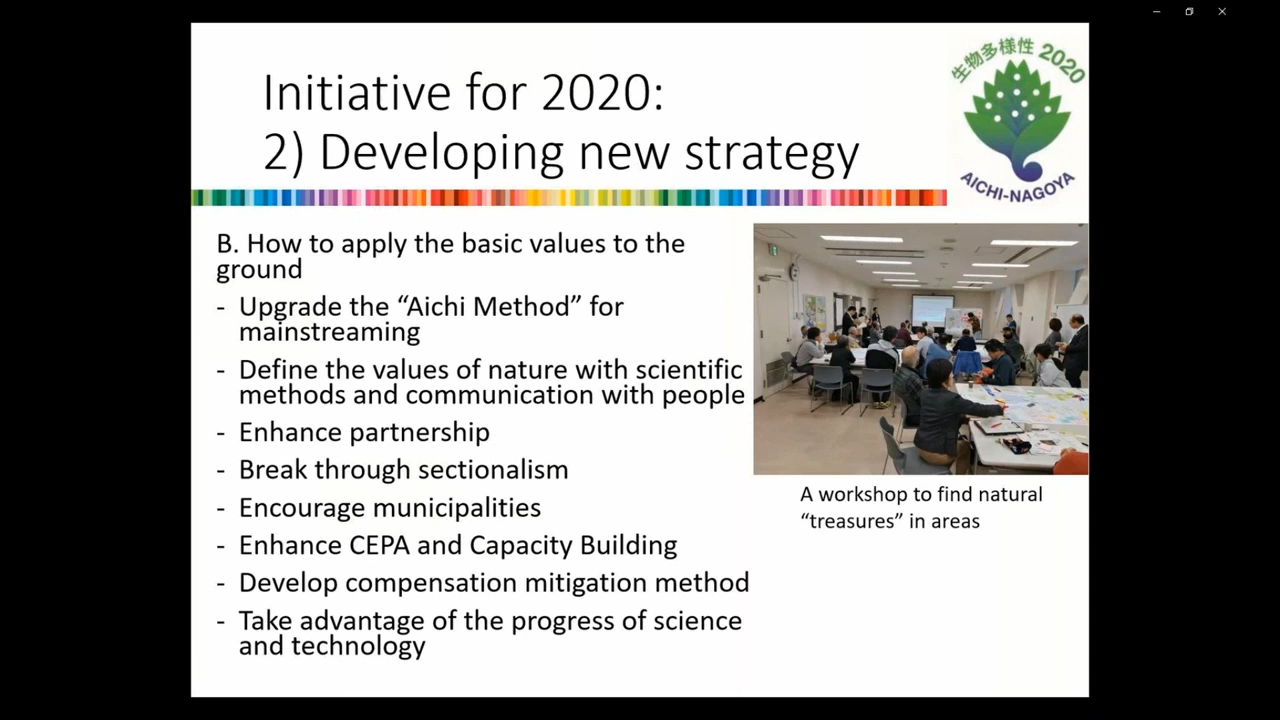 Initiative for 2020:
2) Developing new strategy
生物多様性 2020
AICHI-NAGOYA
B. How to apply the basic values to the
ground
- Upgrade the “Aichi Method” for
mainstreaming
- Define the values of nature with scientific
methods and communication with people
- Enhance partnership
- Break through sectionalism
- Encourage municipalities
- Enhance CEPA and Capacity Building
- Develop compensation mitigation method
- Take advantage of the progress of science
and technology
A workshop to find natural
“treasures” in areas